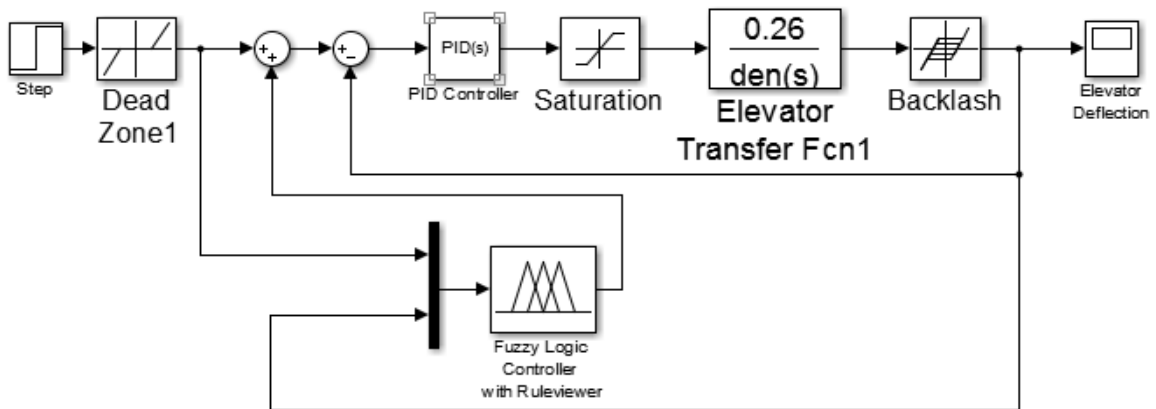 Step
Dead
Zone1
PID(s)
PID Controller
Saturation
0.26
den(s)
Elevator
Transfer Fcn1
Backlash
Elevator
Deflection
Fuzzy Logic
Controller
with Ruleviewer